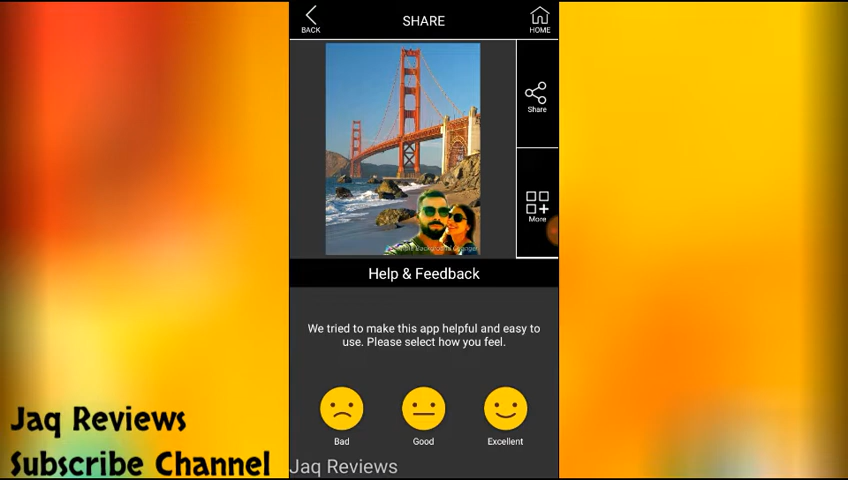 BACK
SHARE
HOME
Share
More
Help & Feedback
We tried to make this app helpful and easy to
use. Please select how you feel.
Bad
Good
Excellent
Jaq Reviews
Jaq Reviews
Subscribe Channel